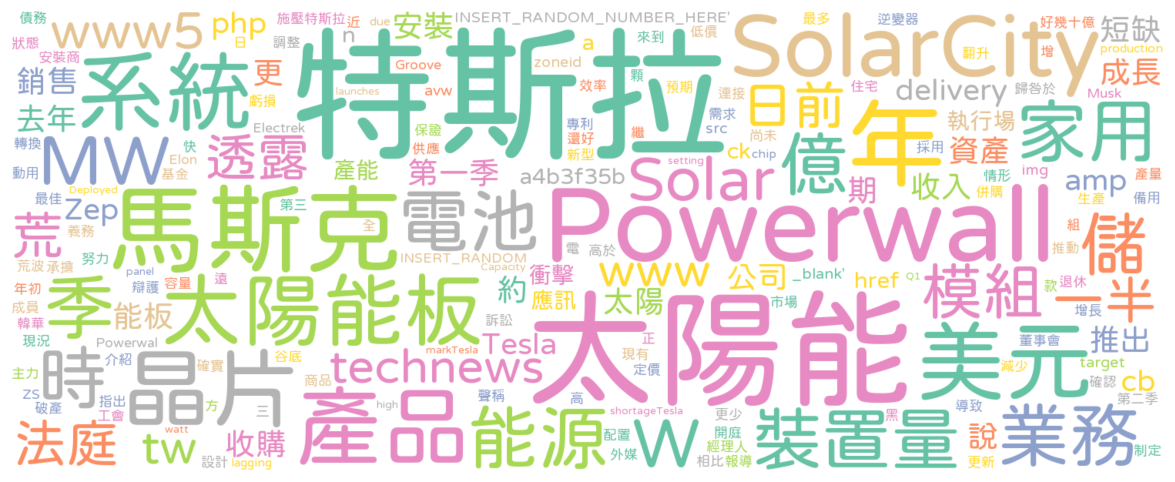 債務 www5 php 施壓特斯拉 近 due 安裝 INSERT_RANDOM_NUMBER_HERE' a 來到 低價 SolarCity 最多 逆變器 好幾十億 短缺
狀態 安裝商 日 調整 n Groove zoneid 顆 翻升 增 production
銷售 系統 更 虧損 launches 特斯拉 avw 效率 預期 連接 住宅 delivery Musk 成長
去年 Electrek 保證 專利 需求 src 日前 年 歸咎於 執行場 家用
轉換 快 MW 透露 供應 還好 繼 新型 尚未 ck chip 億 採用 資產
動用 Elon 基金 產能 第一季 a4b3f35b Solar setting 期 收入 情形 併購 img amp 產量
最佳 Deployed Zep 義務 第三 馬斯克 全 電池 Powerwall 生產 備用
荒 努力 INSERT_RANDOM 電 高於 組 推動 儲
荒波 承擔 panel 遠 Capacity 衝擊 www 公司 _blank' href Q1 模組 款 退休 一半
年初 辯護 容量 季 太陽能板 約 應訊 太陽 市場 增長
成員 能板 訴訟 太陽能 正 董事會 推出
韓華 現況 Powerwal 谷底 markTesla Tesla 現有 美元 target
主力 介紹 確實 technews 定價 減少 確認 cb
ZS 時 晶片 商品 聲稱 第二季
破產 指出 方 三 產品 high 高 shortageTesla 更少 黑 導致
工會 watt 能源 配置 W 開庭 裝置量 說 業務
法庭 tw 收購 外媒 經理人 制定
設計 lagging 相比 報導 更新